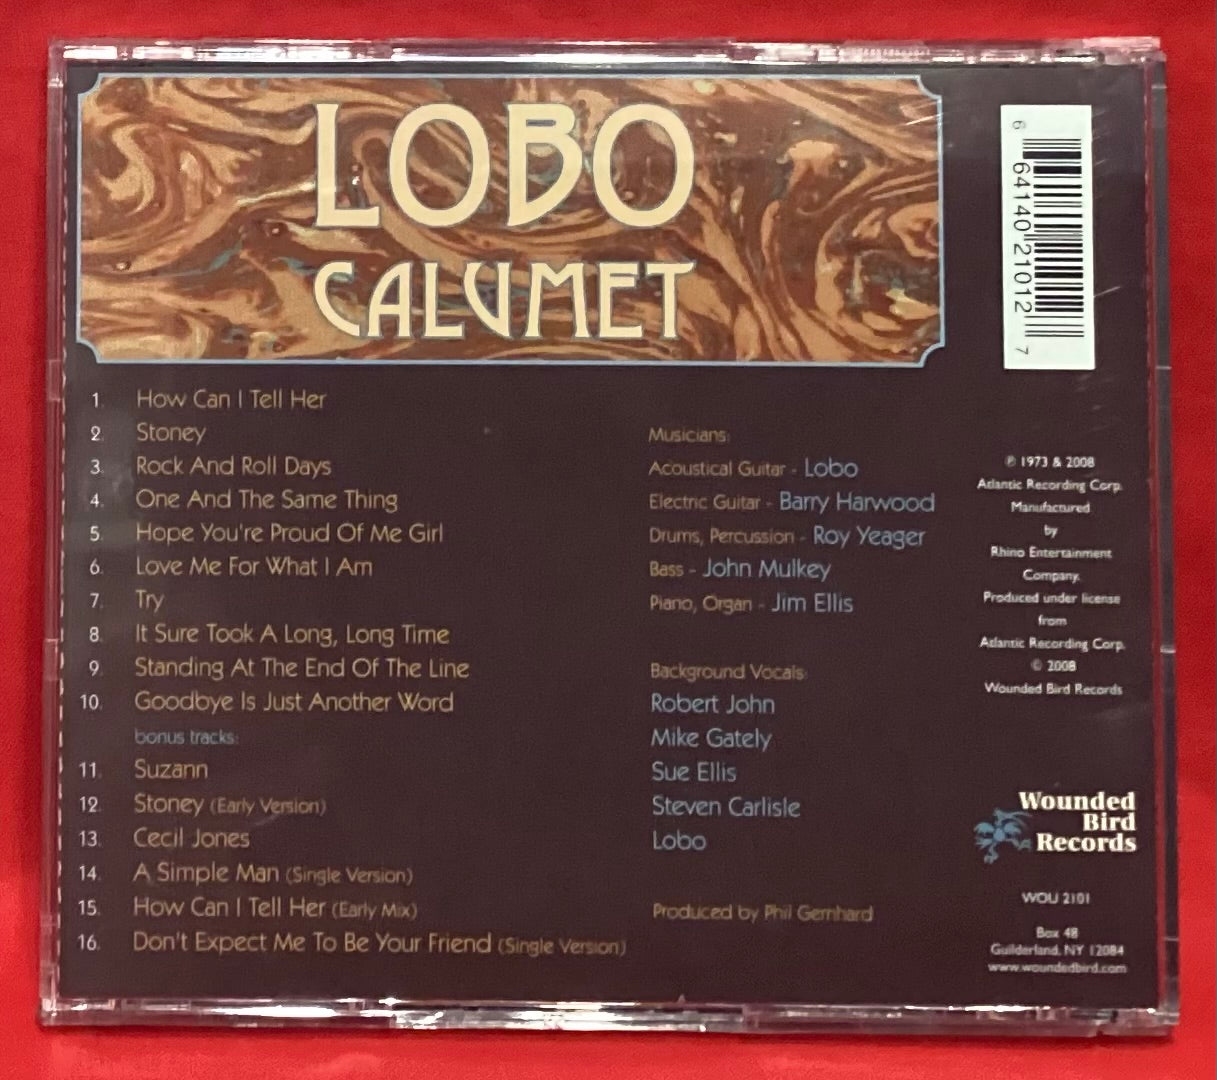 LOBO
CALUMET
6 64140 21012 7
1. How Can I Tell Her
2. Stoney
3. Rock And Roll Days
4. One And The Same Thing
5. Hope You're Proud Of Me Girl
6. Love Me For What I Am
7. Try
8. It Sure Took A Long, Long Time
9. Standing At The End Of The Line
10. Goodbye Is Just Another Word
bonus tracks:
11. Suzann
12. Stoney (Early Version)
13. Cecil Jones
14. A Simple Man (Single Version)
15. How Can I Tell Her (Early Mix)
16. Don't Expect Me To Be Your Friend (Single Version)
Musicians:
Acoustical Guitar - Lobo
Electric Guitar - Barry Harwood
Drums, Percussion - Roy Yeager
Bass - John Mulkey
Piano, Organ - Jim Ellis
Background Vocals:
Robert John
Mike Gately
Sue Ellis
Steven Carlisle
Lobo
Produced by Phil Gernhard
℗ 1973 & 2008
Atlantic Recording Corp.
Manufactured
by
Rhino Entertainment
Company.
Produced under license
from
Atlantic Recording Corp.
© 2008
Wounded Bird Records
Wounded
Bird
Records
WOU 2101
Box 48
Guilderland, NY 12084
www.woundedbird.com